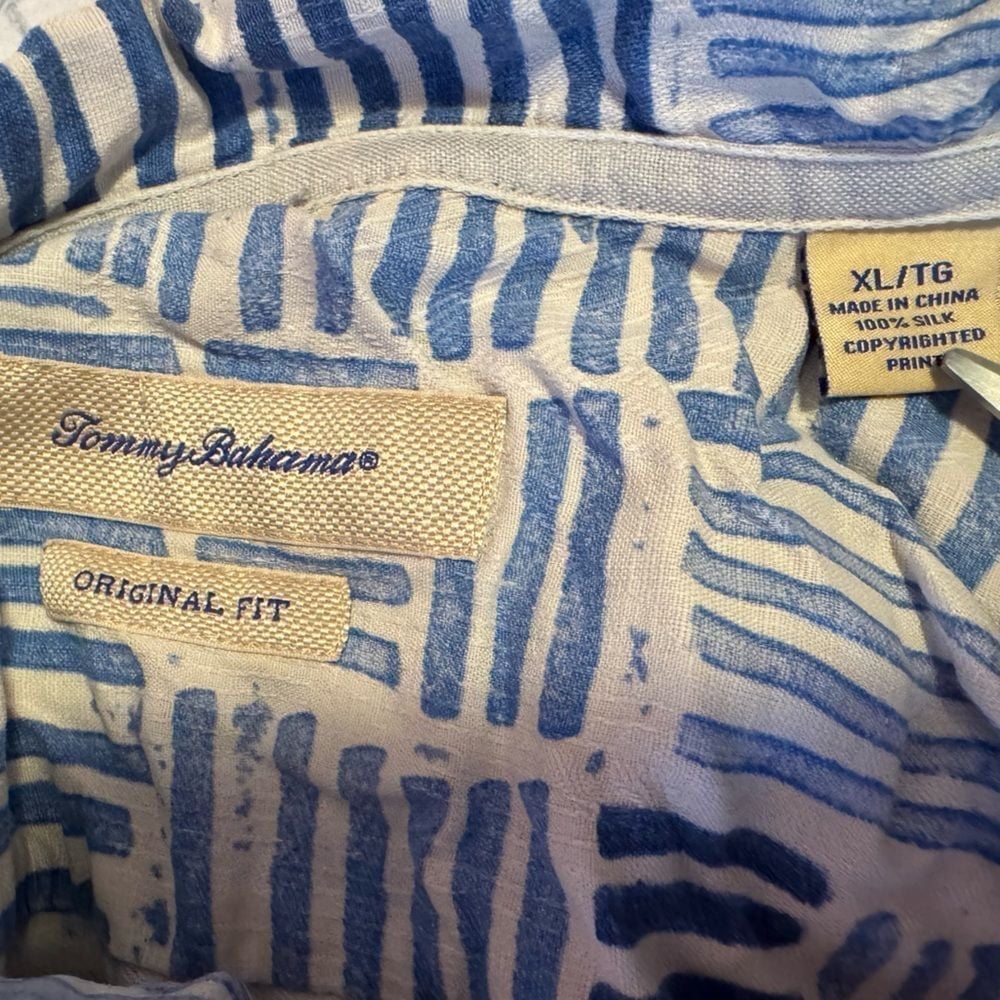 Tommy Bahama®
ORIGINAL FIT
XL/TG
MADE IN CHINA
100% SILK
COPYRIGHTED
PRINT